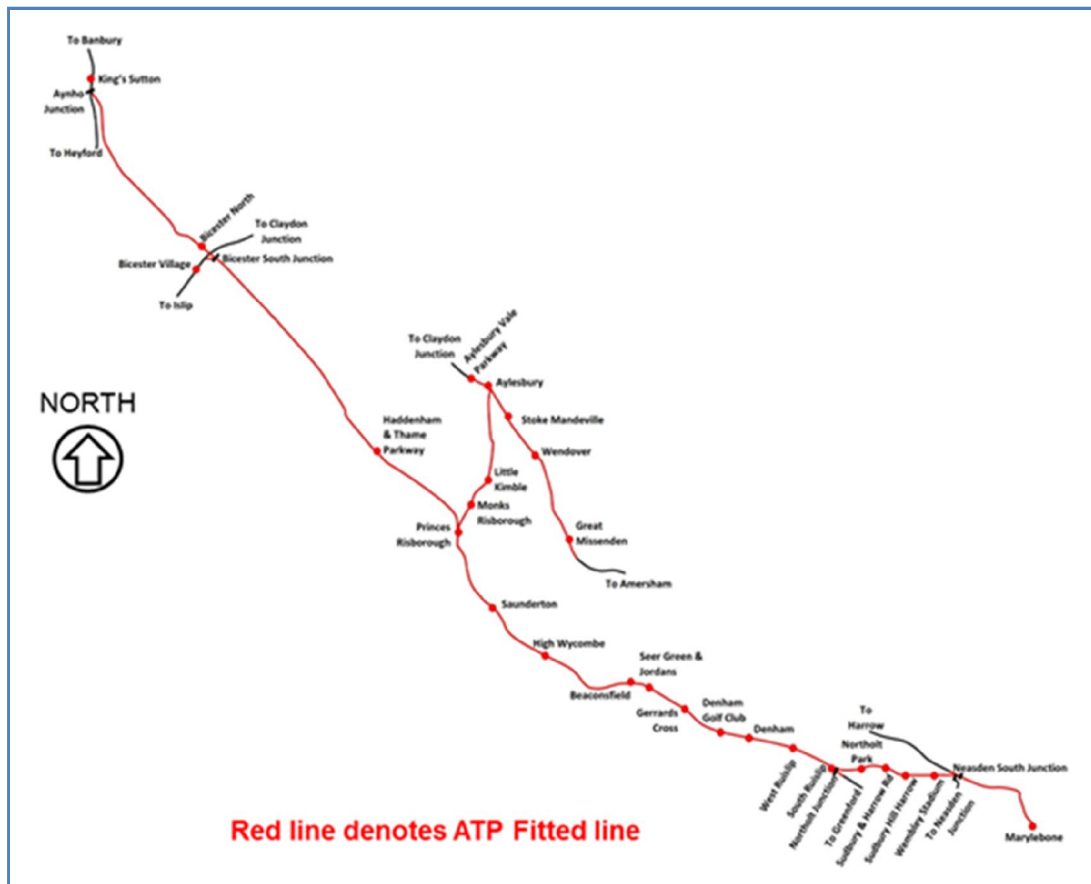 To Banbury
King's Sutton
Aynho
Junction
To Heyford
Bicester North
To Claydon
Junction
Bicester Village
Bicester South Junction
To Islip
To Claydon
Junction
Aylesbury Vale
Parkway
Aylesbury
Stoke Mandeville
NORTH
Haddenham
& Thame
Parkway
Wendover
Little
Kimble
Monks
Risborough
Princes
Risborough
Great
Missenden
To Amersham
Saunderton
High Wycombe
Seer Green &
Jordans
Beaconsfield
Gerrards
Cross
Denham
Golf Club
Denham
To
Harrow
Northolt
Park
Neasden South Junction
West Ruislip
South Ruislip
Northolt Junction
To Greenford
Sudbury & Harrow Rd
Sudbury Hill Harrow
Wembley Stadium
To Neasden
Junction
Marylebone
Red line denotes ATP Fitted line